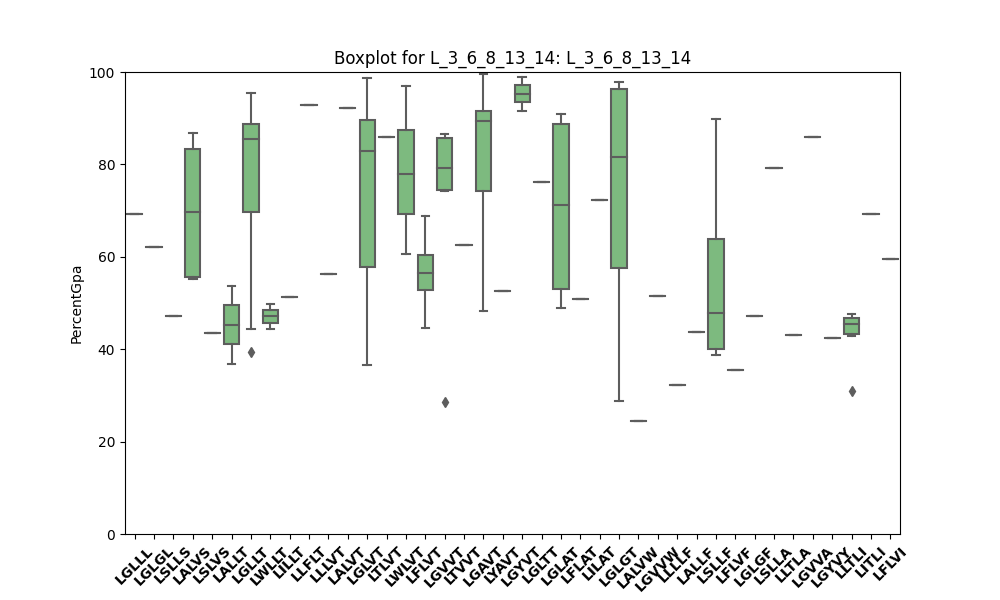 Boxplot for L_3_6_8_13_14: L_3_6_8_13_14
PercentGpa
100
80
60
40
20
0
LGLLL LGLGL LSLLS LALVS LSLVS LALLT LGLLT LWLLT LILLT LLFLT LLLVT LALVT LGLVT LTLVT LWLVT LFLVT LGVVT LTVVT LGAVT LYAVT LGYVT LGLTT LGLAT LFLAT LILAT LGLGT LALVW LGVVW LLLLF LALLF LSLLF LFLVF LGLGF LSLLA LLTLA LGVVA LGYVY LLTLI LITLI LFLVI